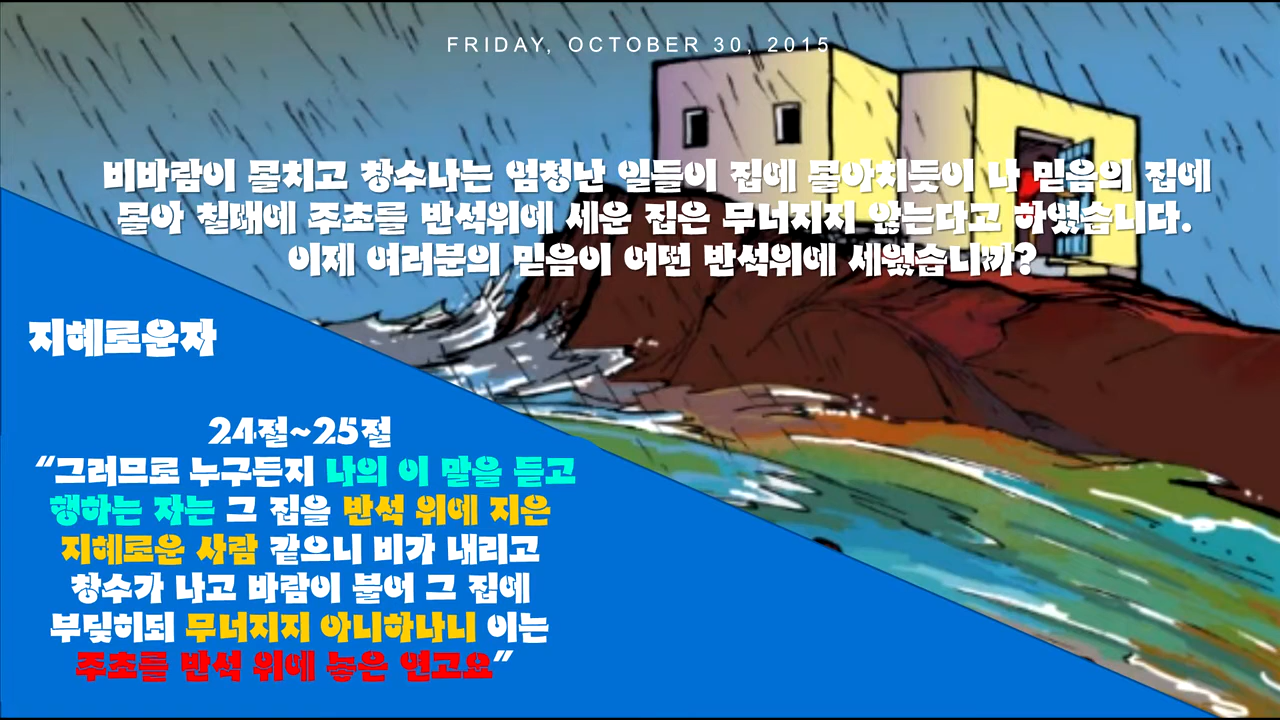 FRIDAY, OCTOBER 30, 2015
비바람이 몰치고 창수나는 엄청난 일들이 집에 몰아치듯이 나 믿음의 집에
몰아 칠때에 주초를 반석위에 세운 집은 무너지지 않는다고 하였습니다.
이제 여러분의 믿음이 어떤 반석위에 세웠습니까?
지혜로운자
24절~25절
“그러므로 누구든지 나의 이 말을 듣고
행하는 자는 그 집을 반석 위에 지은
지혜로운 사람 같으니 비가 내리고
창수가 나고 바람이 불어 그 집에
부딪히되 무너지지 아니하나니 이는
주초를 반석 위에 놓은 연고요”